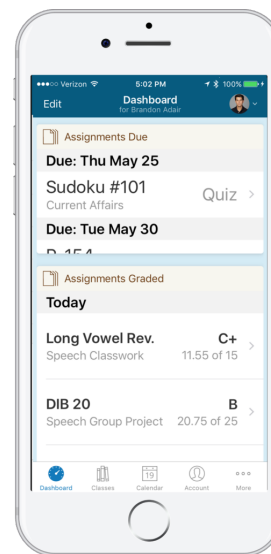 Verizon 5:02 PM 100%
Edit Dashboard
for Brandon Adair
Assignments Due
Due: Thu May 25
Sudoku #101 Quiz
Current Affairs
Due: Tue May 30
Assignments Graded
Today
Long Vowel Rev. C+
Speech Classwork 11.55 of 15
DIB 20 B
Speech Group Project 20.75 of 25
19
Dashboard Classes Calendar Account More